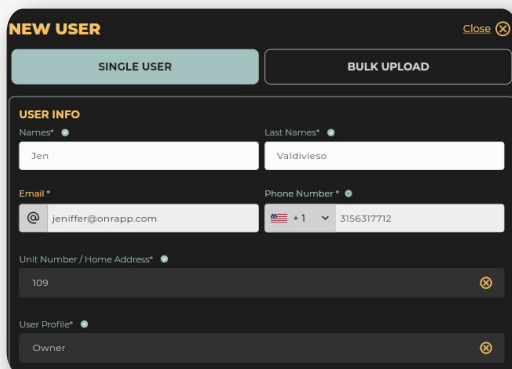 NEW USER
Close
SINGLE USER
BULK UPLOAD
USER INFO
Names*
Last Names*
Jen
Valdivieso
Email *
Phone Number *
@ jeniffer@onrapp.com
+ 1 3156317712
Unit Number / Home Address*
109
User Profile*
Owner